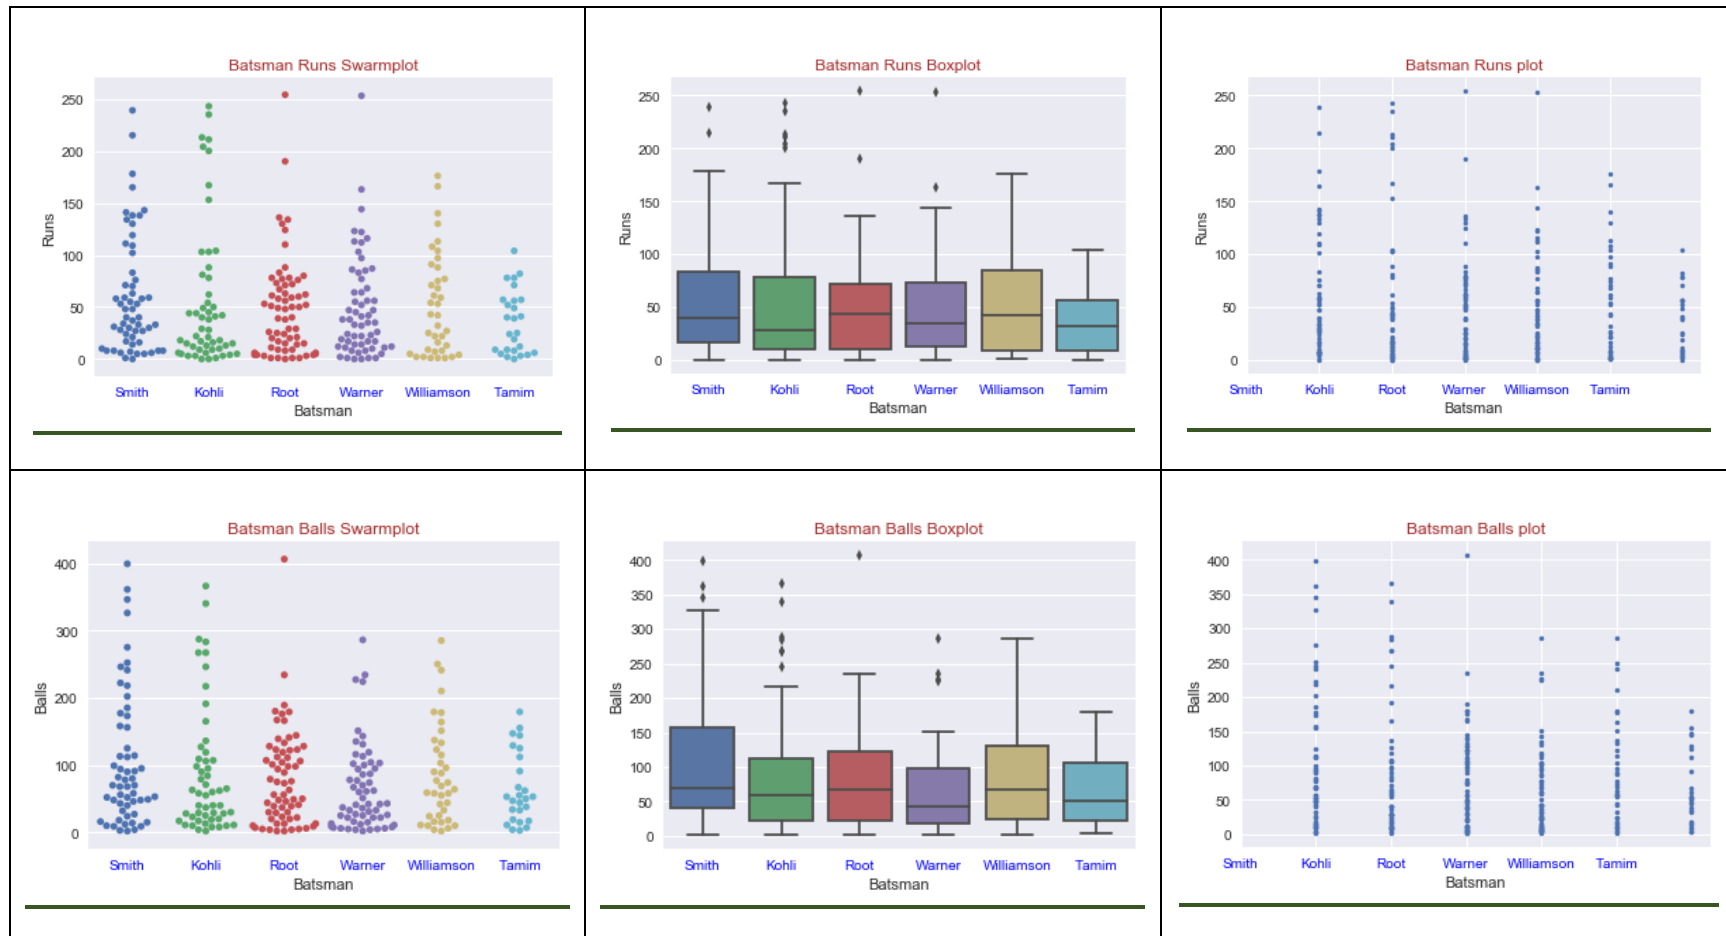 Batsman Runs Swarmplot
250
200
150
100
50
0
Runs
Smith Kohli Root Warner Williamson Tamim
Batsman
Batsman Runs Boxplot
250
200
150
100
50
0
Runs
Smith Kohli Root Warner Williamson Tamim
Batsman
Batsman Runs plot
250
200
150
100
50
0
Runs
Smith Kohli Root Warner Williamson Tamim
Batsman
Batsman Balls Swarmplot
400
300
200
100
0
Balls
Smith Kohli Root Warner Williamson Tamim
Batsman
Batsman Balls Boxplot
400
350
300
250
200
150
100
50
0
Balls
Smith Kohli Root Warner Williamson Tamim
Batsman
Batsman Balls plot
400
350
300
250
200
150
100
50
0
Balls
Smith Kohli Root Warner Williamson Tamim
Batsman